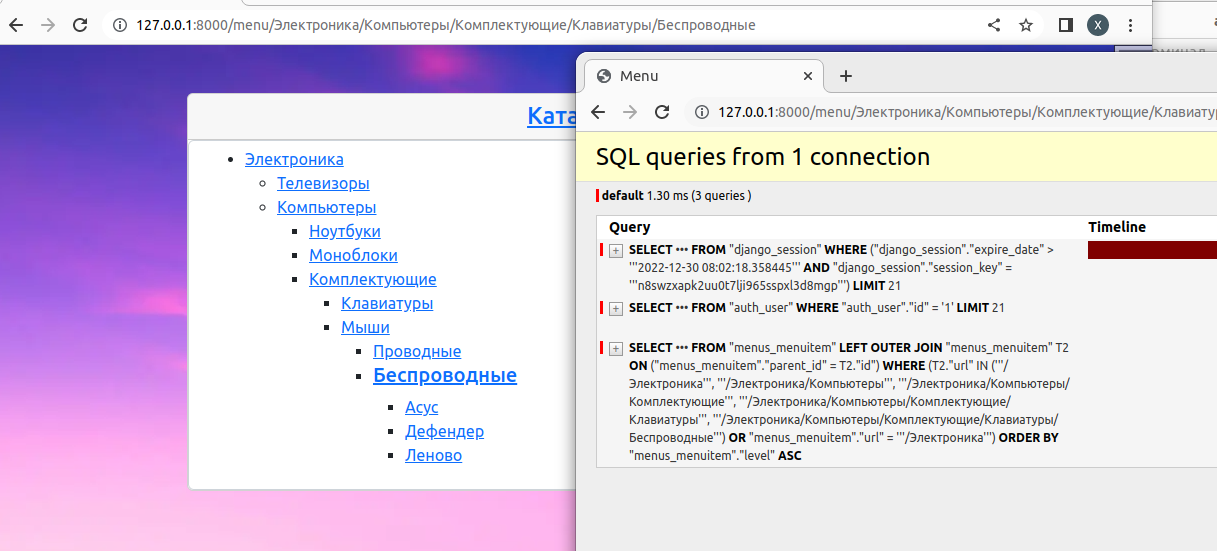 127.0.0.1:8000/menu/Электроника/Компьютеры/Комплектующие/Клавиатуры/Беспроводные
X
Menu
127.0.0.1:8000/menu/Электроника/Компьютеры/Комплектующие/Клавиату
Ката
Электроника
Телевизоры
Компьютеры
Ноутбуки
Моноблоки
Комплектующие
Клавиатуры
Мыши
Проводные
Беспроводные
Асус
Дефендер
Леново
SQL queries from 1 connection
default 1.30 ms (3 queries )
Query Timeline
+ SELECT ••• FROM "django_session" WHERE ("django_session"."expire_date" >
'''2022-12-30 08:02:18.358445''' AND "django_session"."session_key" =
'''n8swzxapk2uu0t7lji965sspxl3d8mgp''') LIMIT 21
+ SELECT ••• FROM "auth_user" WHERE "auth_user"."id" = '1' LIMIT 21
+ SELECT ••• FROM "menus_menuitem" LEFT OUTER JOIN "menus_menuitem" T2
ON ("menus_menuitem"."parent_id" = T2."id") WHERE (T2."url" IN ('''/
Электроника''', '''/Электроника/Компьютеры''', '''/Электроника/Компьютеры/
Комплектующие''', '''/Электроника/Компьютеры/Комплектующие/
Клавиатуры''', '''/Электроника/Компьютеры/Комплектующие/Клавиатуры/
Беспроводные''') OR "menus_menuitem"."url" = '''/Электроника''') ORDER BY
"menus_menuitem"."level" ASC